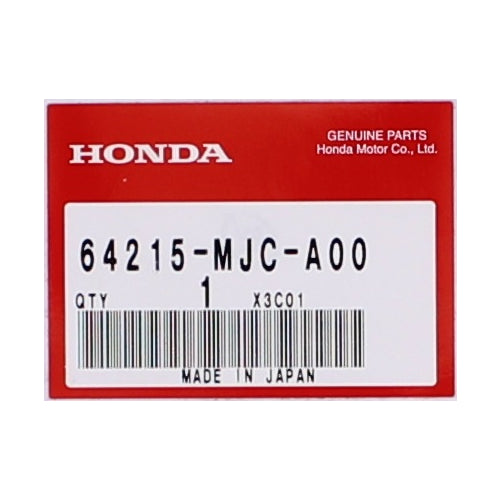 HONDA
GENUINE PARTS
Honda Motor Co., Ltd.
64215-MJC-A00
QTY 1 X3C01
MADE IN JAPAN